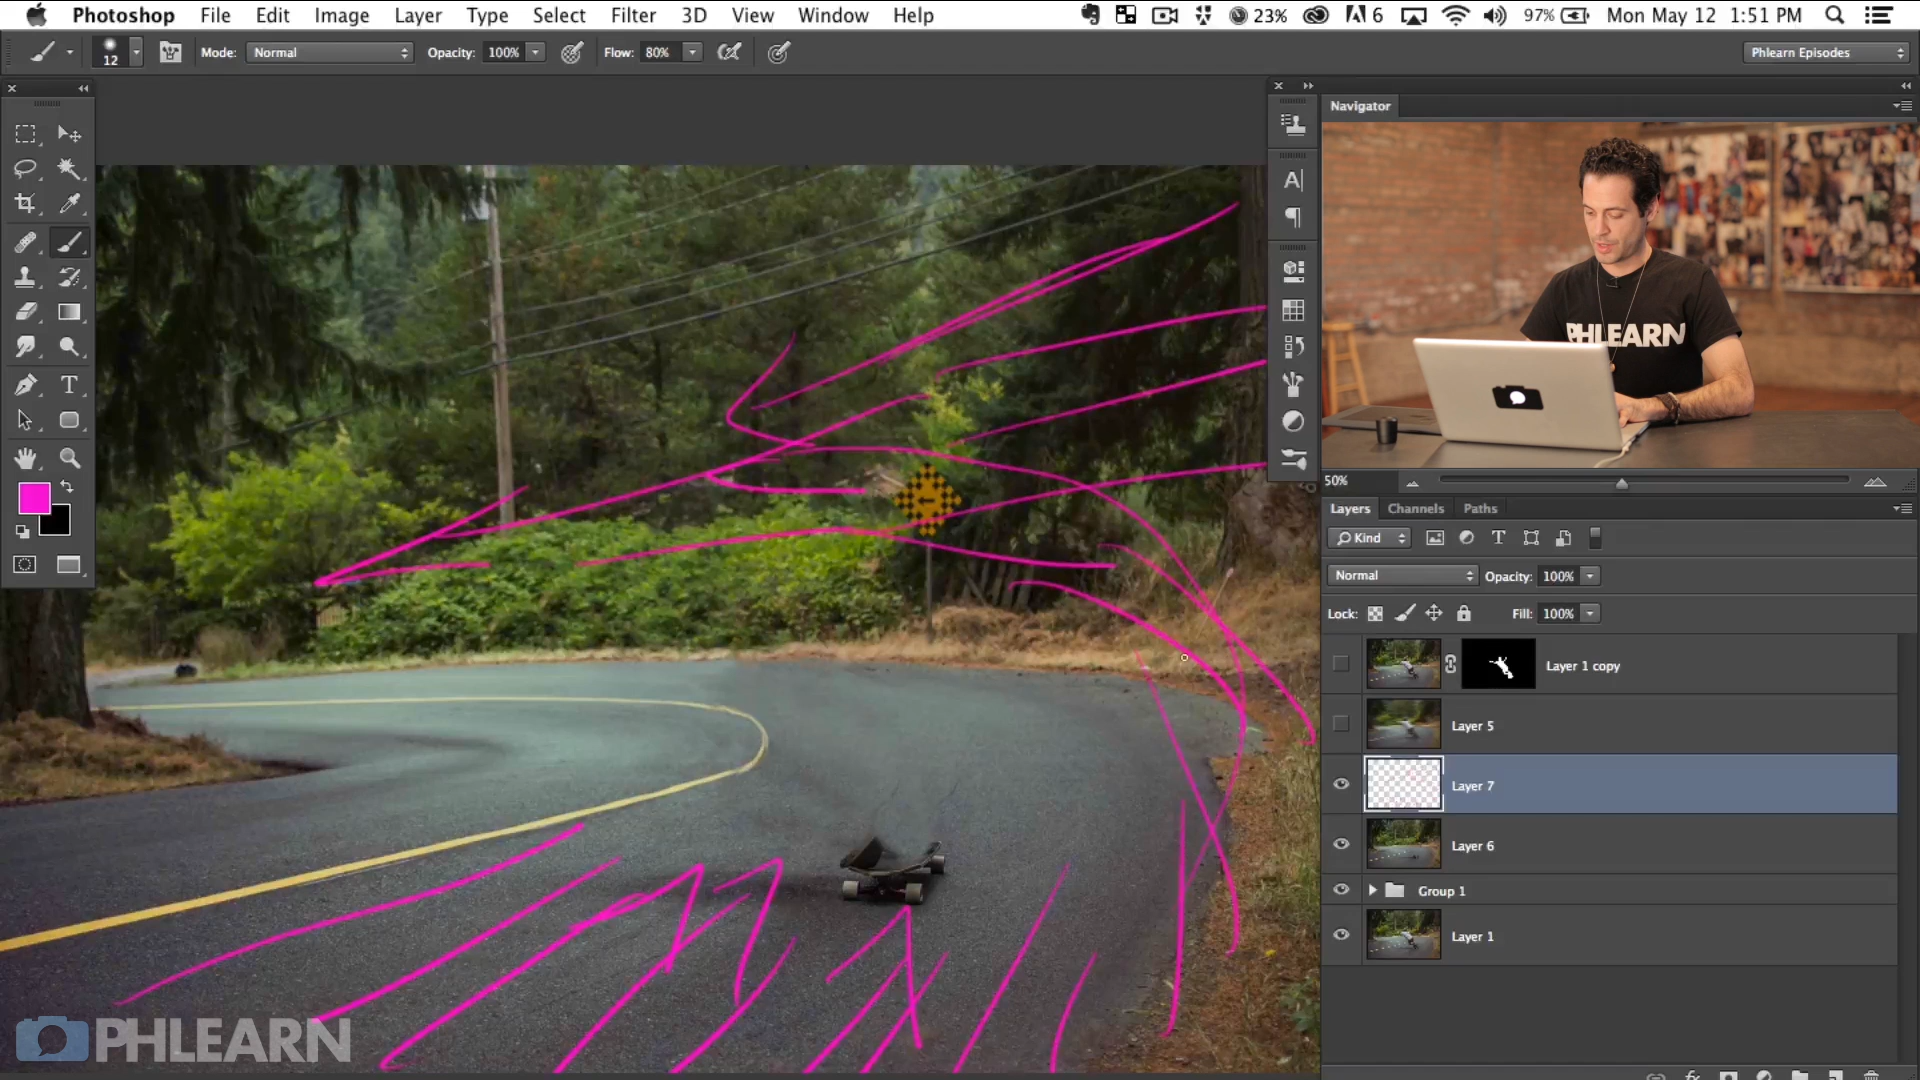 Photoshop File Edit Image Layer Type Select Filter 3D View Window Help 23% 6 97% Mon May 12 1:51 PM
12 Mode: Normal Opacity: 100% Flow: 80% Phlearn Episodes
Navigator
PHLEARN
50%
Layers Channels Paths
Kind
Normal Opacity: 100%
Lock: Fill: 100%
Layer 1 copy
Layer 5
Layer 7
Layer 6
Group 1
Layer 1
PHLEARN